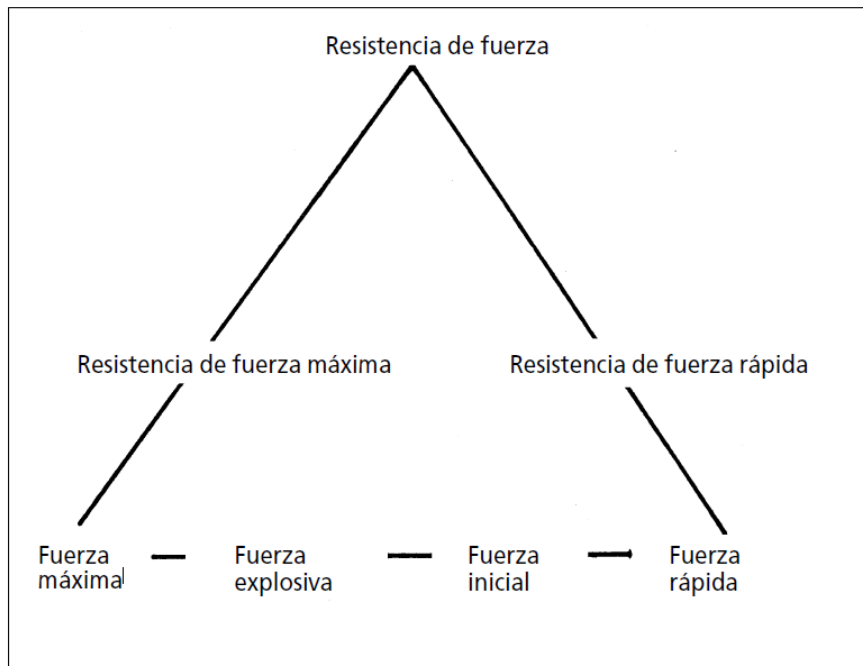 Resistencia de fuerza
Resistencia de fuerza máxima
Resistencia de fuerza rápida
Fuerza
máxima
Fuerza
explosiva
Fuerza
inicial
Fuerza
rápida